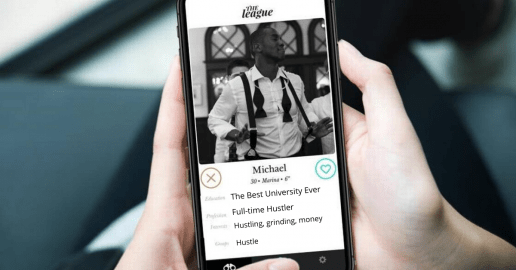 THE
league
Michael
30 • Marina • 6"
Education The Best University Ever
Profession Full-time Hustler
Interests Hustling, grinding, money
Groups Hustle